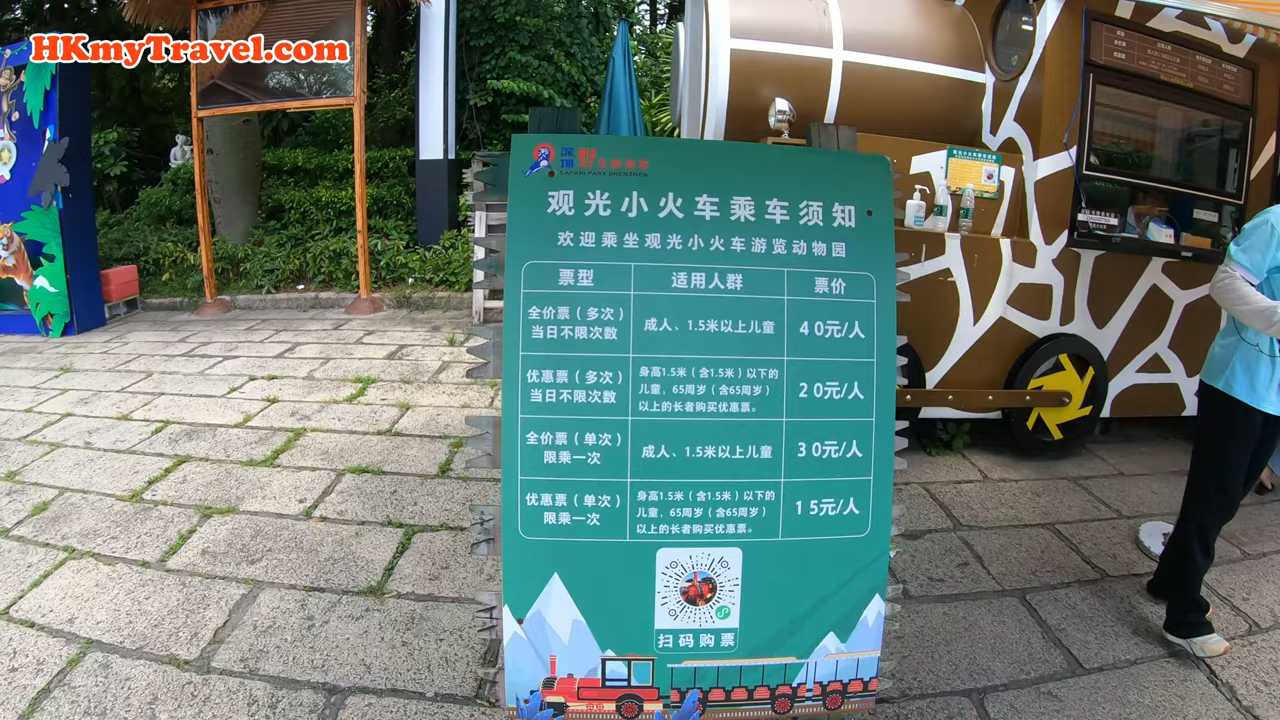 HKmyTravel.com
深圳野生动物园
SAFARI PARK SHENZHEN
观光小火车乘车须知
欢迎乘坐观光小火车游览动物园
票型 适用人群 票价
全价票（多次）
当日不限次数
成人、1.5米以上儿童
40元/人
优惠票（多次）
当日不限次数
身高1.5米（含1.5米）以下的
儿童，65周岁（含65周岁）
以上的长者购买优惠票。
20元/人
全价票（单次）
限乘一次
成人、1.5米以上儿童
30元/人
优惠票（单次）
限乘一次
身高1.5米（含1.5米）以下的
儿童，65周岁（含65周岁）
以上的长者购买优惠票。
15元/人
扫码购票